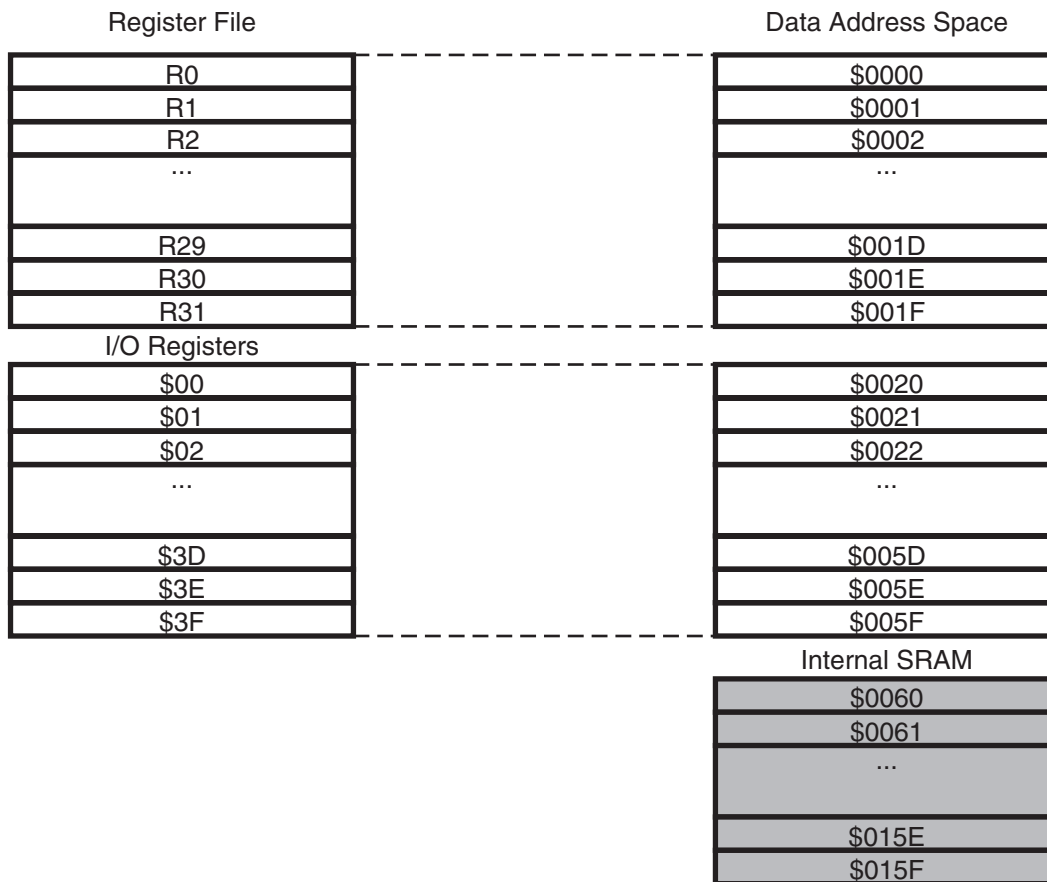 Register File Data Address Space
R0 $0000
R1 $0001
R2 $0002
... ...
R29 $001D
R30 $001E
R31 $001F
I/O Registers
$00 $0020
$01 $0021
$02 $0022
... ...
$3D $005D
$3E $005E
$3F $005F
Internal SRAM
$0060
$0061
...
$015E
$015F